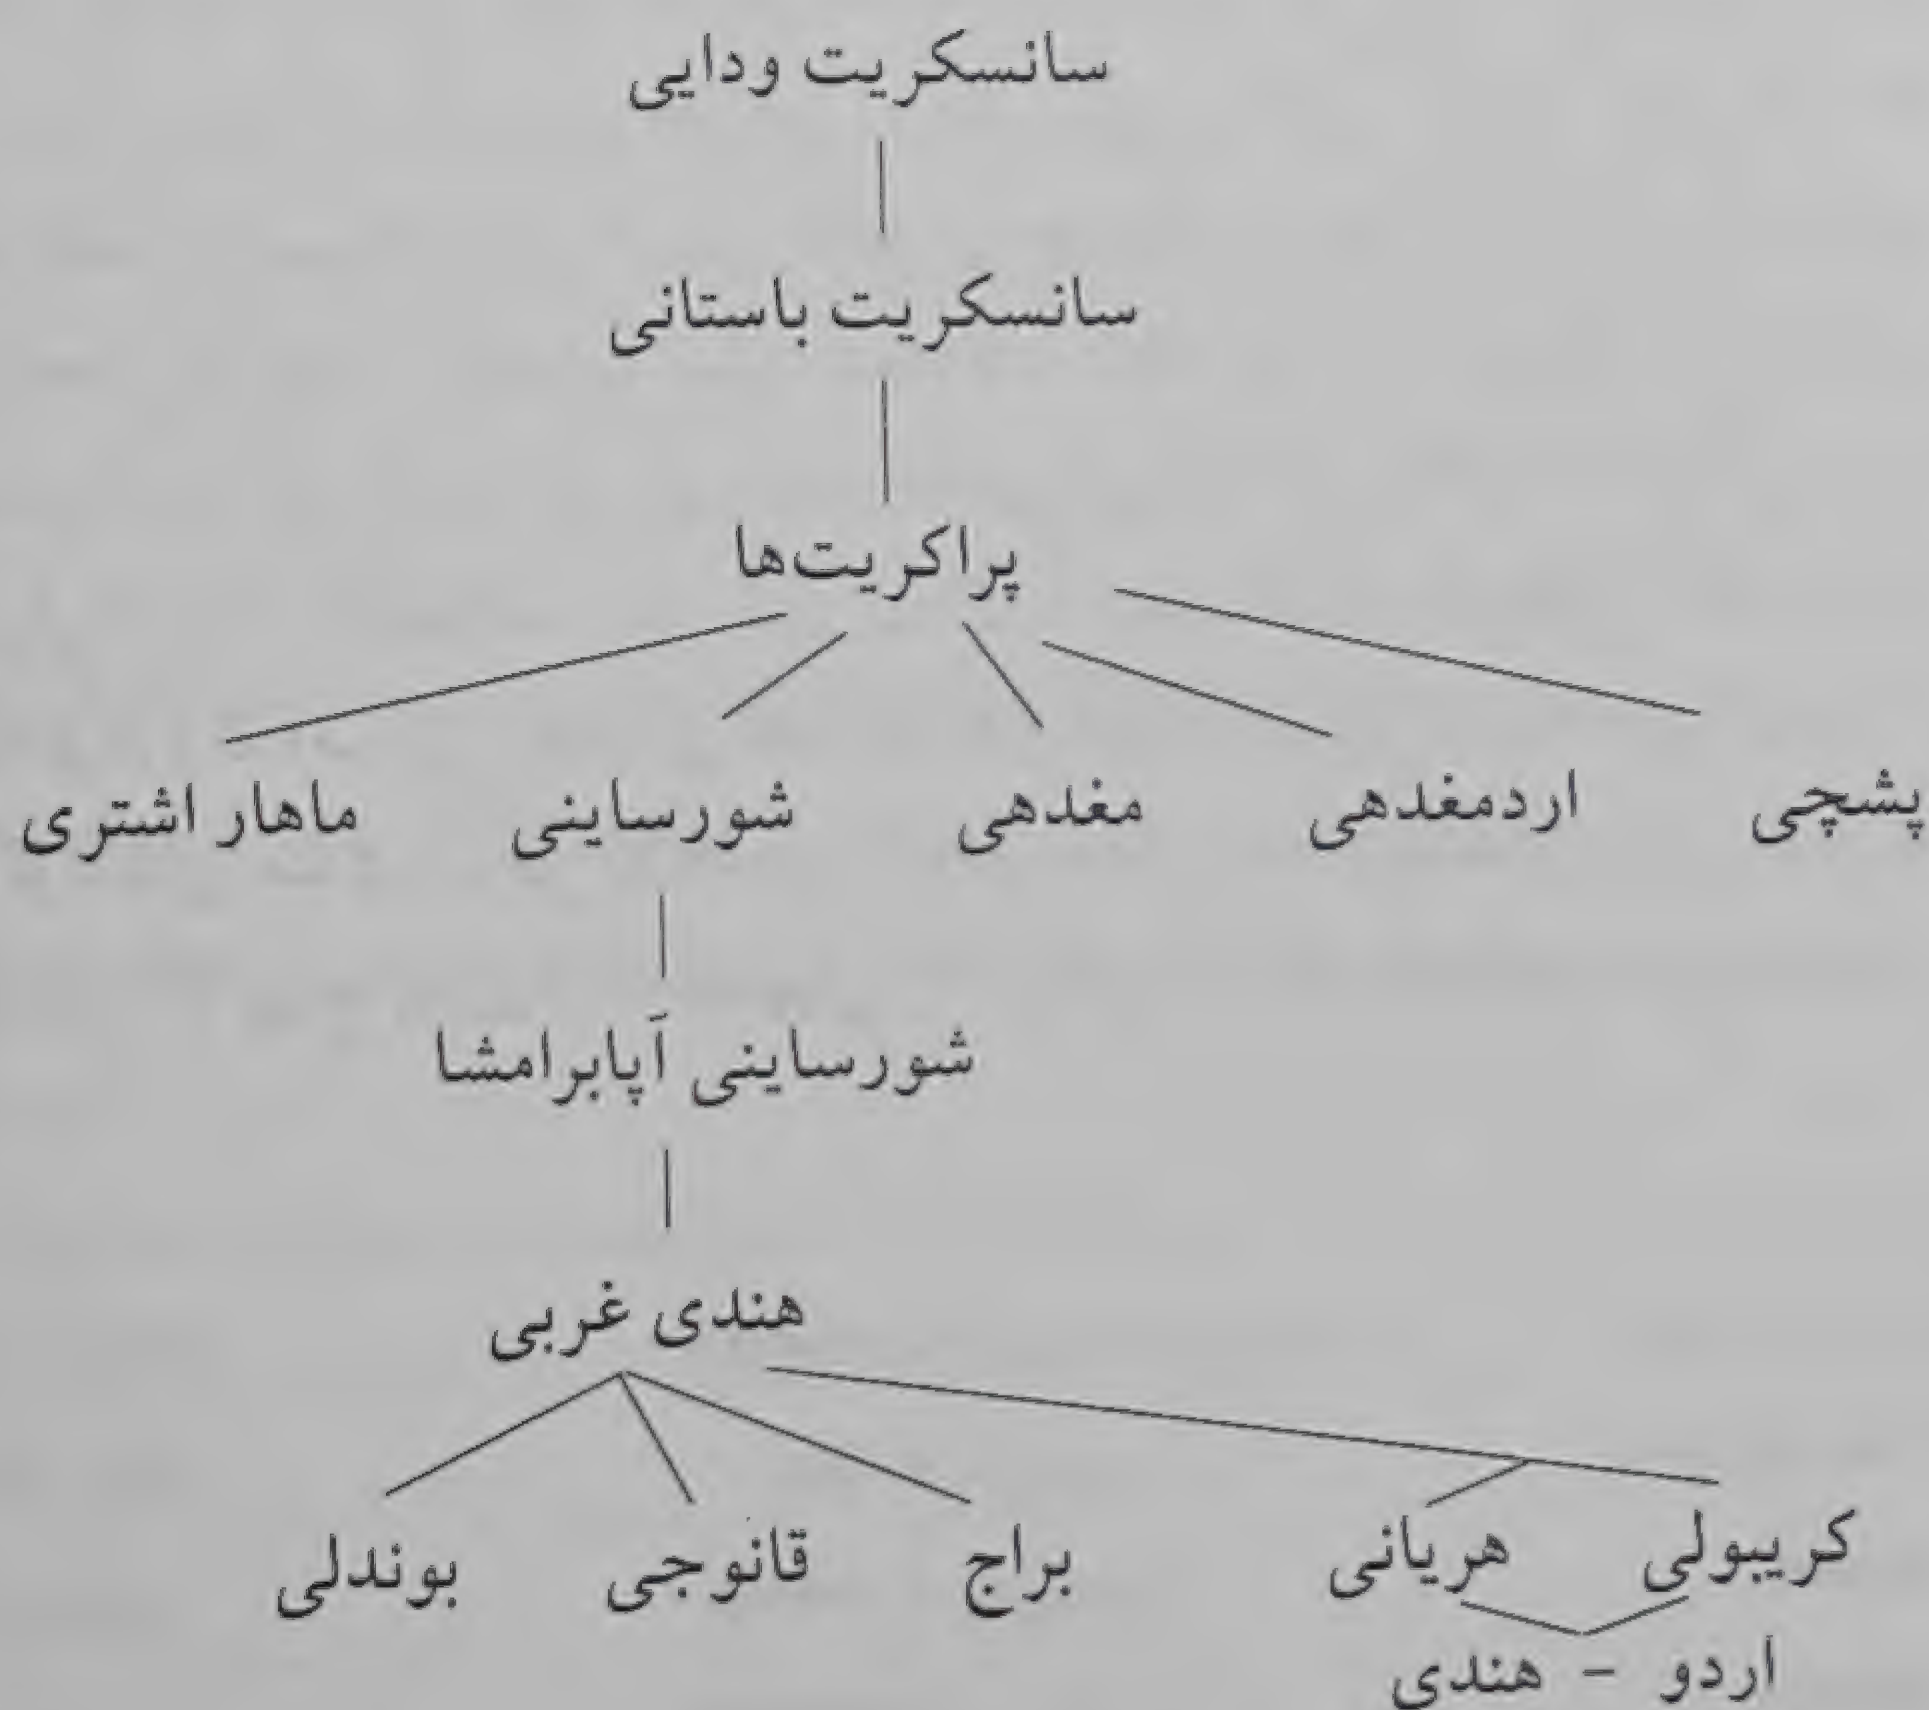 سانسکریت ودایی
سانسکریت باستانی
پراکریت‌ها
پشچی اردمغدهی مغدهی شورساینی ماهار اشتری
شورساینی آپابرامشا
هندی غربی
کریبولی هریانی براج قانوجی بوندلی
اردو - هندی